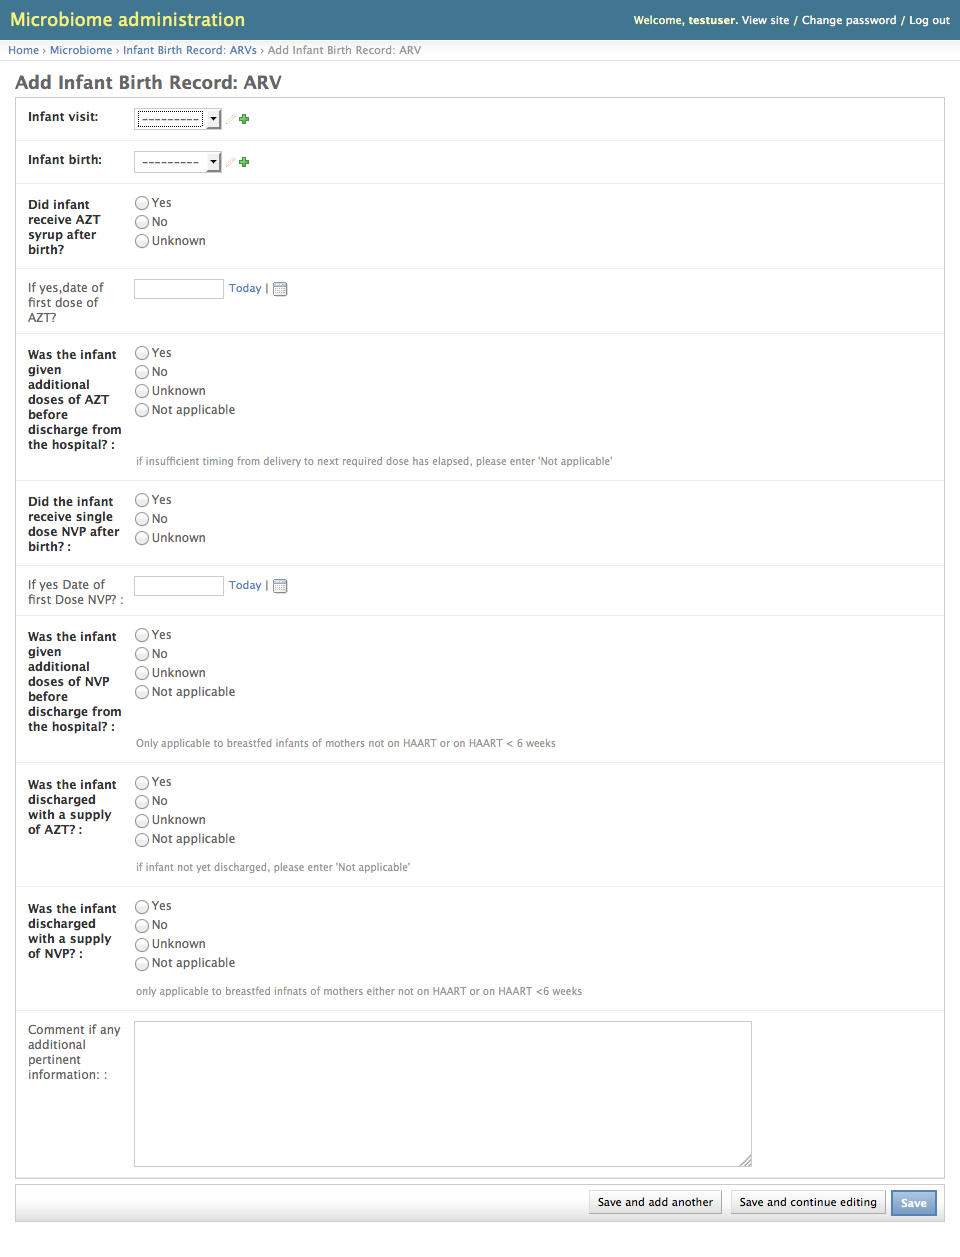 Microbiome administration
Welcome, testuser. View site / Change password / Log out
Home › Microbiome › Infant Birth Record: ARVs › Add Infant Birth Record: ARV
Add Infant Birth Record: ARV
Infant visit:
---------
Infant birth:
---------
Did infant
receive AZT
syrup after
birth?
Yes
No
Unknown
If yes,date of
first dose of
AZT?
Today |
Was the infant
given
additional
doses of AZT
before
discharge from
the hospital? :
Yes
No
Unknown
Not applicable
if insufficient timing from delivery to next required dose has elapsed, please enter 'Not applicable'
Did the infant
receive single
dose NVP after
birth? :
Yes
No
Unknown
If yes Date of
first Dose NVP? :
Today |
Was the infant
given
additional
doses of NVP
before
discharge from
the hospital? :
Yes
No
Unknown
Not applicable
Only applicable to breastfed infants of mothers not on HAART or on HAART < 6 weeks
Was the infant
discharged
with a supply
of AZT? :
Yes
No
Unknown
Not applicable
if infant not yet discharged, please enter 'Not applicable'
Was the infant
discharged
with a supply
of NVP? :
Yes
No
Unknown
Not applicable
only applicable to breastfed infnats of mothers either not on HAART or on HAART <6 weeks
Comment if any
additional
pertinent
information: :
Save and add another
Save and continue editing
Save